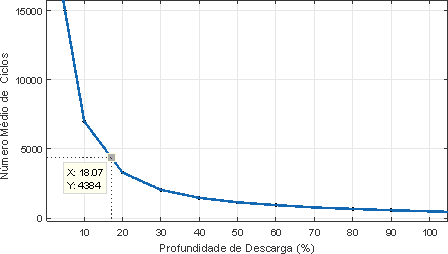 15000
10000
5000
0
Número Médio de Ciclos
X: 18.07
Y: 4384
10 20 30 40 50 60 70 80 90 100
Profundidade de Descarga (%)